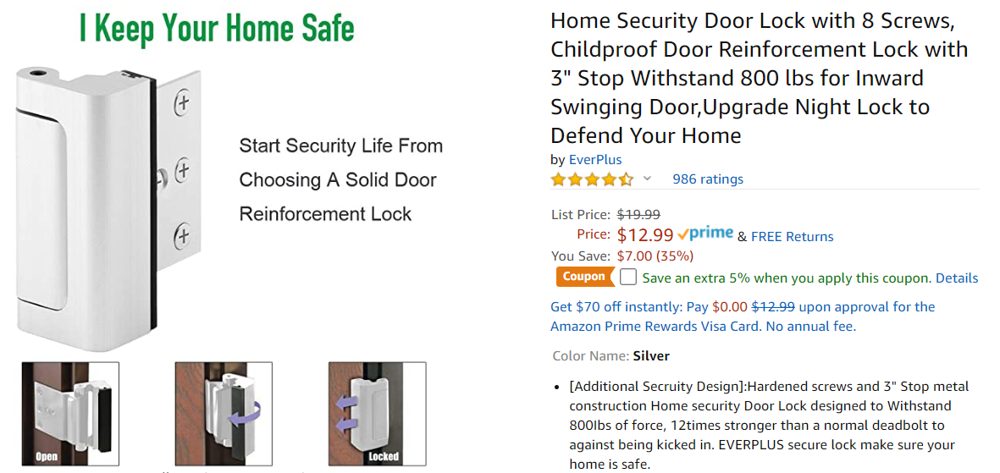 I Keep Your Home Safe
Start Security Life From
Choosing A Solid Door
Reinforcement Lock
Open
Locked
Home Security Door Lock with 8 Screws,
Childproof Door Reinforcement Lock with
3" Stop Withstand 800 lbs for Inward
Swinging Door,Upgrade Night Lock to
Defend Your Home
by EverPlus
986 ratings
List Price: $19.99
Price: $12.99 prime & FREE Returns
You Save: $7.00 (35%)
Coupon Save an extra 5% when you apply this coupon. Details
Get $70 off instantly: Pay $0.00 $12.99 upon approval for the
Amazon Prime Rewards Visa Card. No annual fee.
Color Name: Silver
• [Additional Secruity Design]:Hardened screws and 3" Stop metal
construction Home security Door Lock designed to Withstand
800lbs of force, 12times stronger than a normal deadbolt to
against being kicked in. EVERPLUS secure lock make sure your
home is safe.